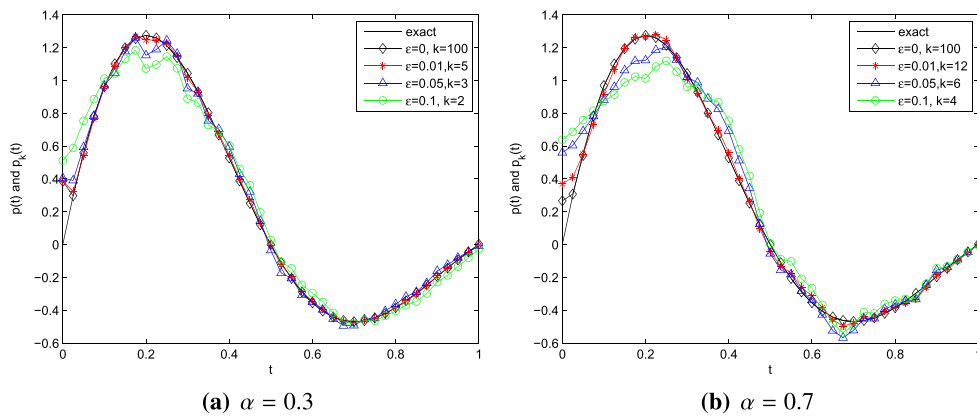 1.4
1.2
1
0.8
0.6
0.4
0.2
0
−0.2
−0.4
−0.6
p(t) and pₖ(t)
0 0.2 0.4 0.6 0.8 1
t
exact
ε=0, k=100
ε=0.01,k=5
ε=0.05,k=3
ε=0.1, k=2
(a) α = 0.3
1.4
1.2
1
0.8
0.6
0.4
0.2
0
−0.2
−0.4
−0.6
p(t) and pₖ(t)
0 0.2 0.4 0.6 0.8 1
t
exact
ε=0, k=100
ε=0.01,k=12
ε=0.05,k=6
ε=0.1, k=4
(b) α = 0.7